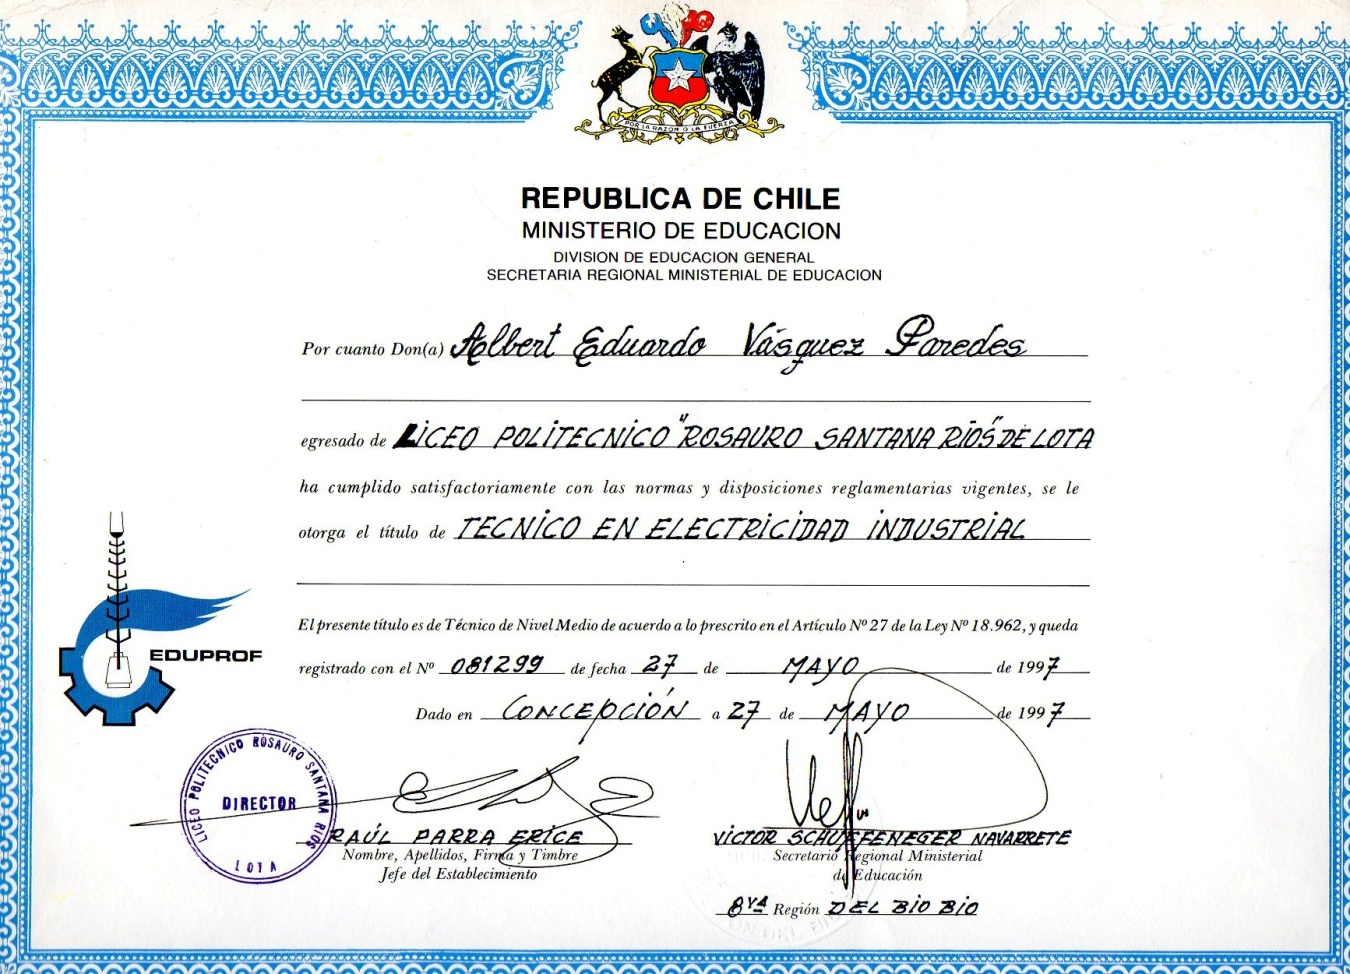 POR LA RAZON O LA FUERZA
REPUBLICA DE CHILE
MINISTERIO DE EDUCACION
DIVISION DE EDUCACION GENERAL
SECRETARIA REGIONAL MINISTERIAL DE EDUCACION
Por cuanto Don(a) Albert Eduardo Vásquez Paredes
egresado de LICEO POLITECNICO "ROSAURO SANTANA RÍOS" DE LOTA
ha cumplido satisfactoriamente con las normas y disposiciones reglamentarias vigentes, se le
otorga el título de TECNICO EN ELECTRICIDAD INDUSTRIAL
El presente título es de Técnico de Nivel Medio de acuerdo a lo prescrito en el Artículo Nº 27 de la Ley Nº 18.962, y queda
registrado con el Nº 081299 de fecha 27 de MAYO de 1997
Dado en CONCEPCIÓN a 27 de MAYO de 1997
EDUPROF
LICEO POLITECNICO ROSAURO SANTANA RIOS
DIRECTOR
LOTA
RAÚL PARRA ERICE
Nombre, Apellidos, Firma y Timbre
Jefe del Establecimiento
VICTOR SCHUFFENEGER NAVARRETE
Secretario Regional Ministerial
de Educación
8va Región DEL BIO BIO